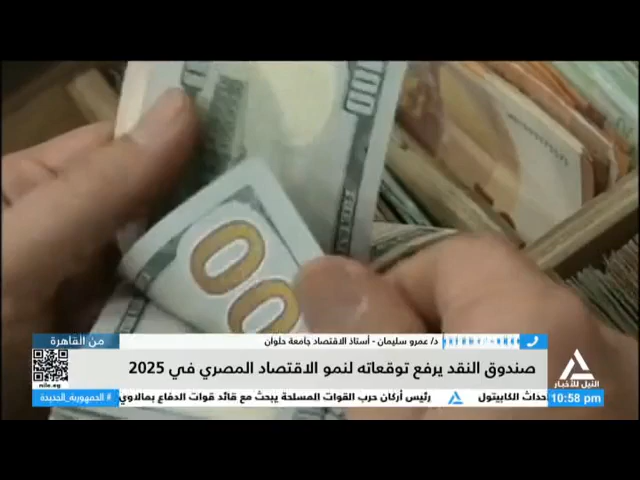 100
00
من القاهرة
د/ عمرو سليمان - أستاذ الاقتصاد جامعة حلوان
صندوق النقد يرفع توقعاته لنمو الاقتصاد المصري في 2025
النيل للأخبار
nile.eg
10:58 pm
حداث الكابيتول رئيس أركان حرب القوات المسلحة يبحث مع قائد قوات الدفاع بمالاوي
# الجمهورية_الجديدة